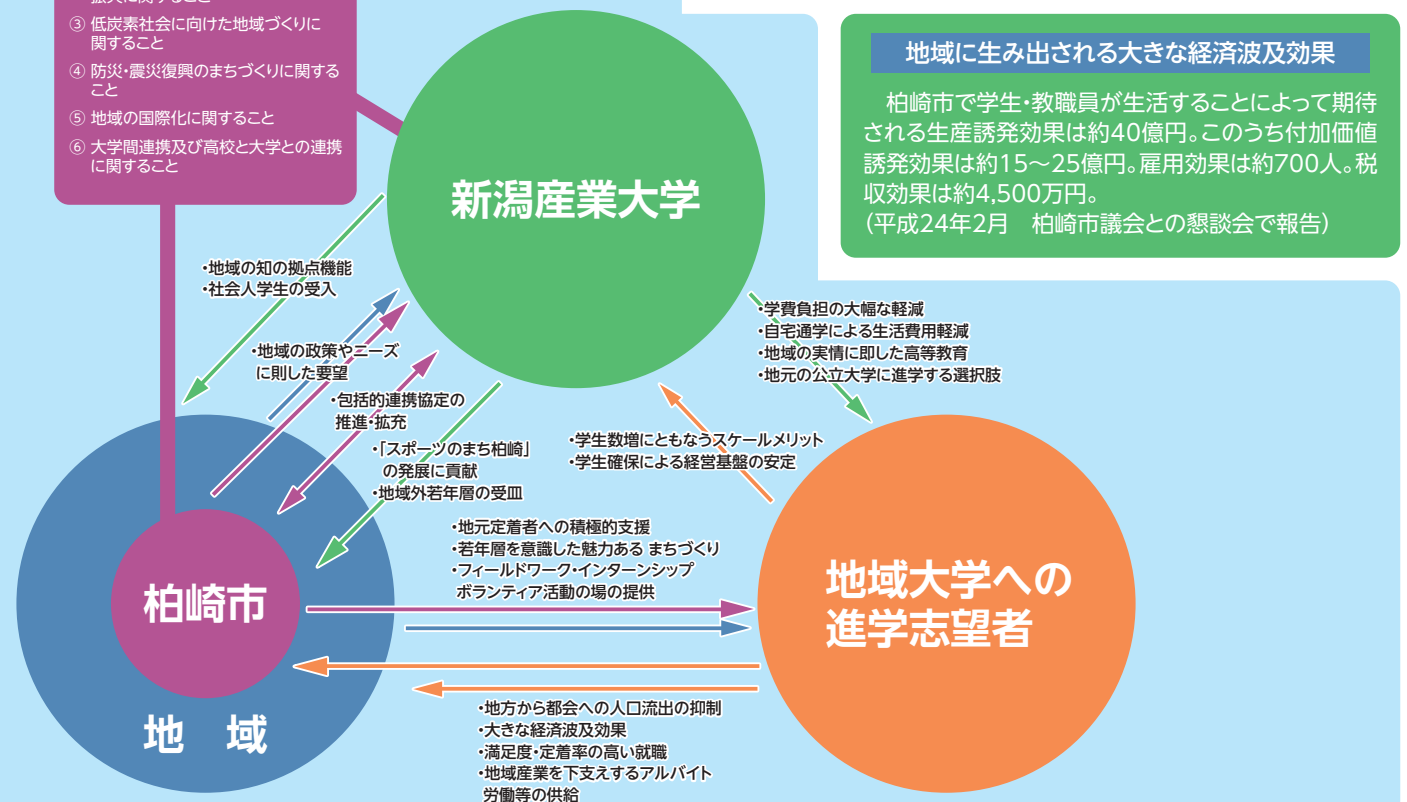 ③ 低炭素社会に向けた地域づくりに
関すること
④ 防災・震災復興のまちづくりに関する
こと
⑤ 地域の国際化に関すること
⑥ 大学間連携及び高校と大学との連携
に関すること
地域に生み出される大きな経済波及効果
柏崎市で学生・教職員が生活することによって期待
される生産誘発効果は約40億円。このうち付加価値
誘発効果は約15～25億円。雇用効果は約700人。税
収効果は約4,500万円。
(平成24年2月　柏崎市議会との懇談会で報告)
新潟産業大学
・地域の知の拠点機能
・社会人学生の受入
・地域の政策やニーズ
に則した要望
・包括的連携協定の
推進・拡充
・「スポーツのまち柏崎」
の発展に貢献
・地域外若年層の受皿
・学費負担の大幅な軽減
・自宅通学による生活費用軽減
・地域の実情に即した高等教育
・地元の公立大学に進学する選択肢
・学生数増にともなうスケールメリット
・学生確保による経営基盤の安定
・地元定着者への積極的支援
・若年層を意識した魅力ある まちづくり
・フィールドワーク・インターンシップ
ボランティア活動の場の提供
柏崎市
地　域
地域大学への
進学志望者
・地方から都会への人口流出の抑制
・大きな経済波及効果
・満足度・定着率の高い就職
・地域産業を下支えするアルバイト
労働等の供給